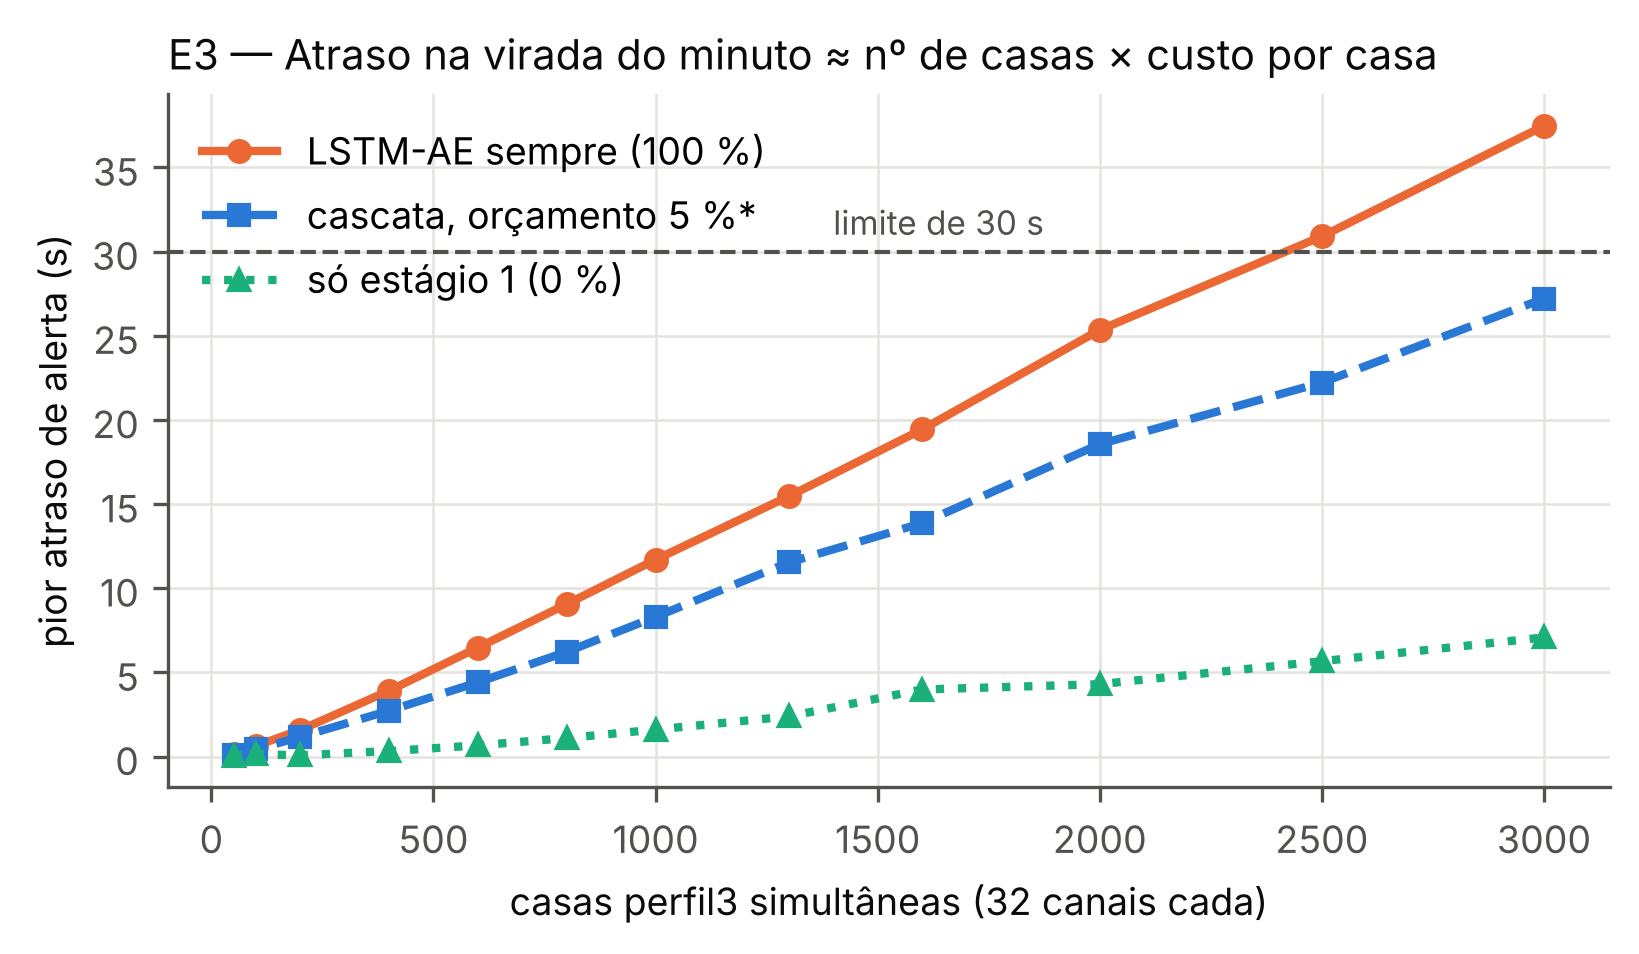 E3 — Atraso na virada do minuto ≈ nº de casas × custo por casa
LSTM-AE sempre (100 %)
cascata, orçamento 5 %*
só estágio 1 (0 %)
limite de 30 s
pior atraso de alerta (s)
35
30
25
20
15
10
5
0
0 500 1000 1500 2000 2500 3000
casas perfil3 simultâneas (32 canais cada)